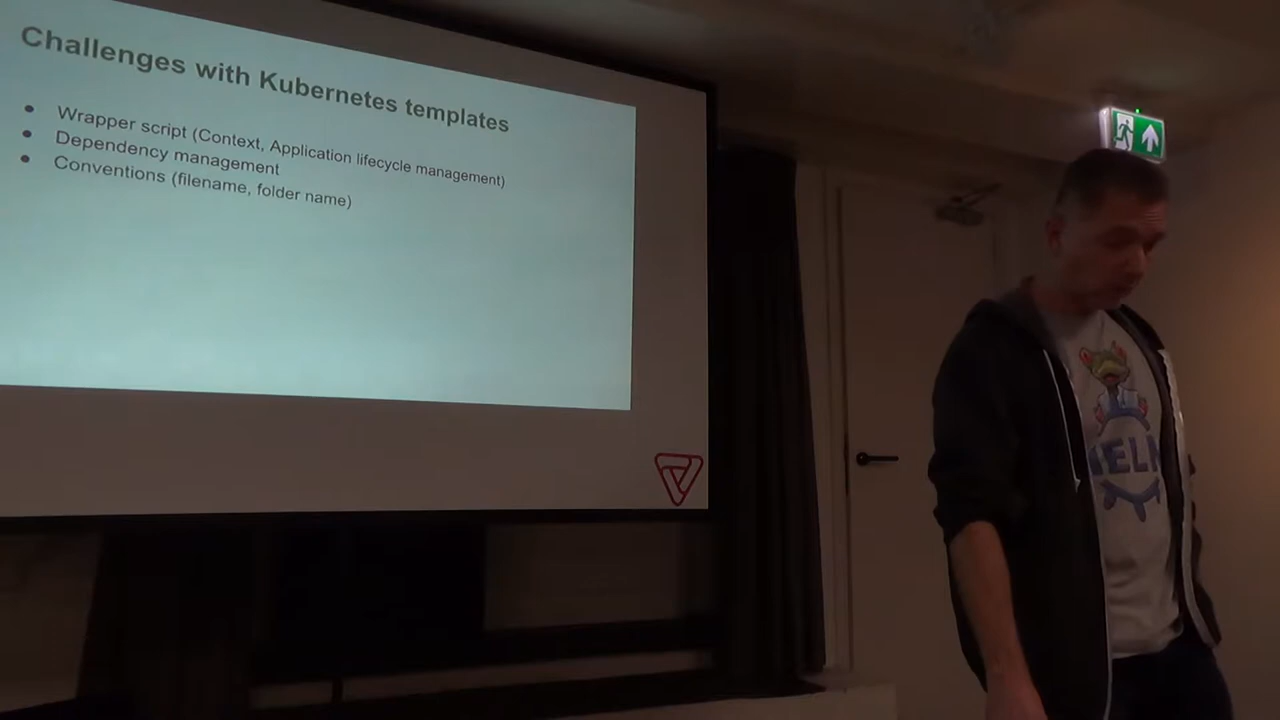 Challenges with Kubernetes templates
Wrapper script (Context, Application lifecycle management)
Dependency management
Conventions (filename, folder name)